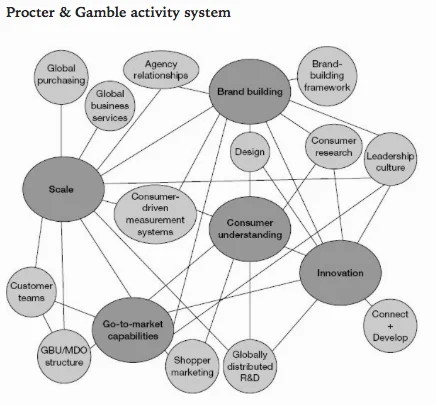 Procter & Gamble activity system
Global
purchasing
Global
business
services
Agency
relationships
Brand building
Brand-
building
framework
Design
Consumer
research
Leadership
culture
Scale
Consumer-
driven
measurement
systems
Consumer
understanding
Innovation
Customer
teams
Go-to-market
capabilities
GBU/MDO
structure
Shopper
marketing
Globally
distributed
R&D
Connect
+
Develop